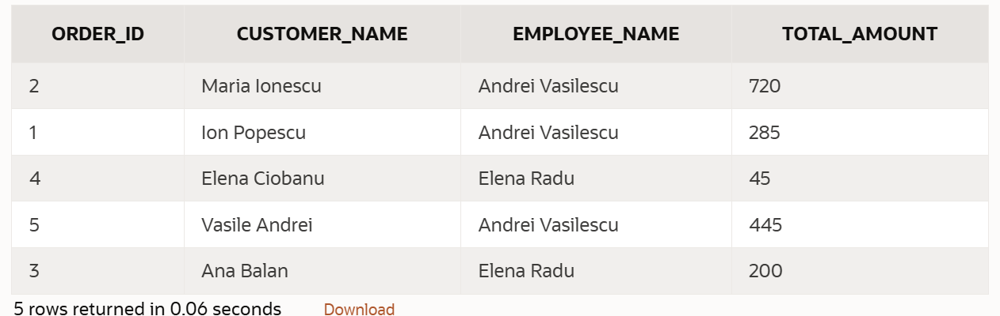 ORDER_ID CUSTOMER_NAME EMPLOYEE_NAME TOTAL_AMOUNT
2 Maria Ionescu Andrei Vasilescu 720
1 Ion Popescu Andrei Vasilescu 285
4 Elena Ciobanu Elena Radu 45
5 Vasile Andrei Andrei Vasilescu 445
3 Ana Balan Elena Radu 200
5 rows returned in 0.06 seconds Download